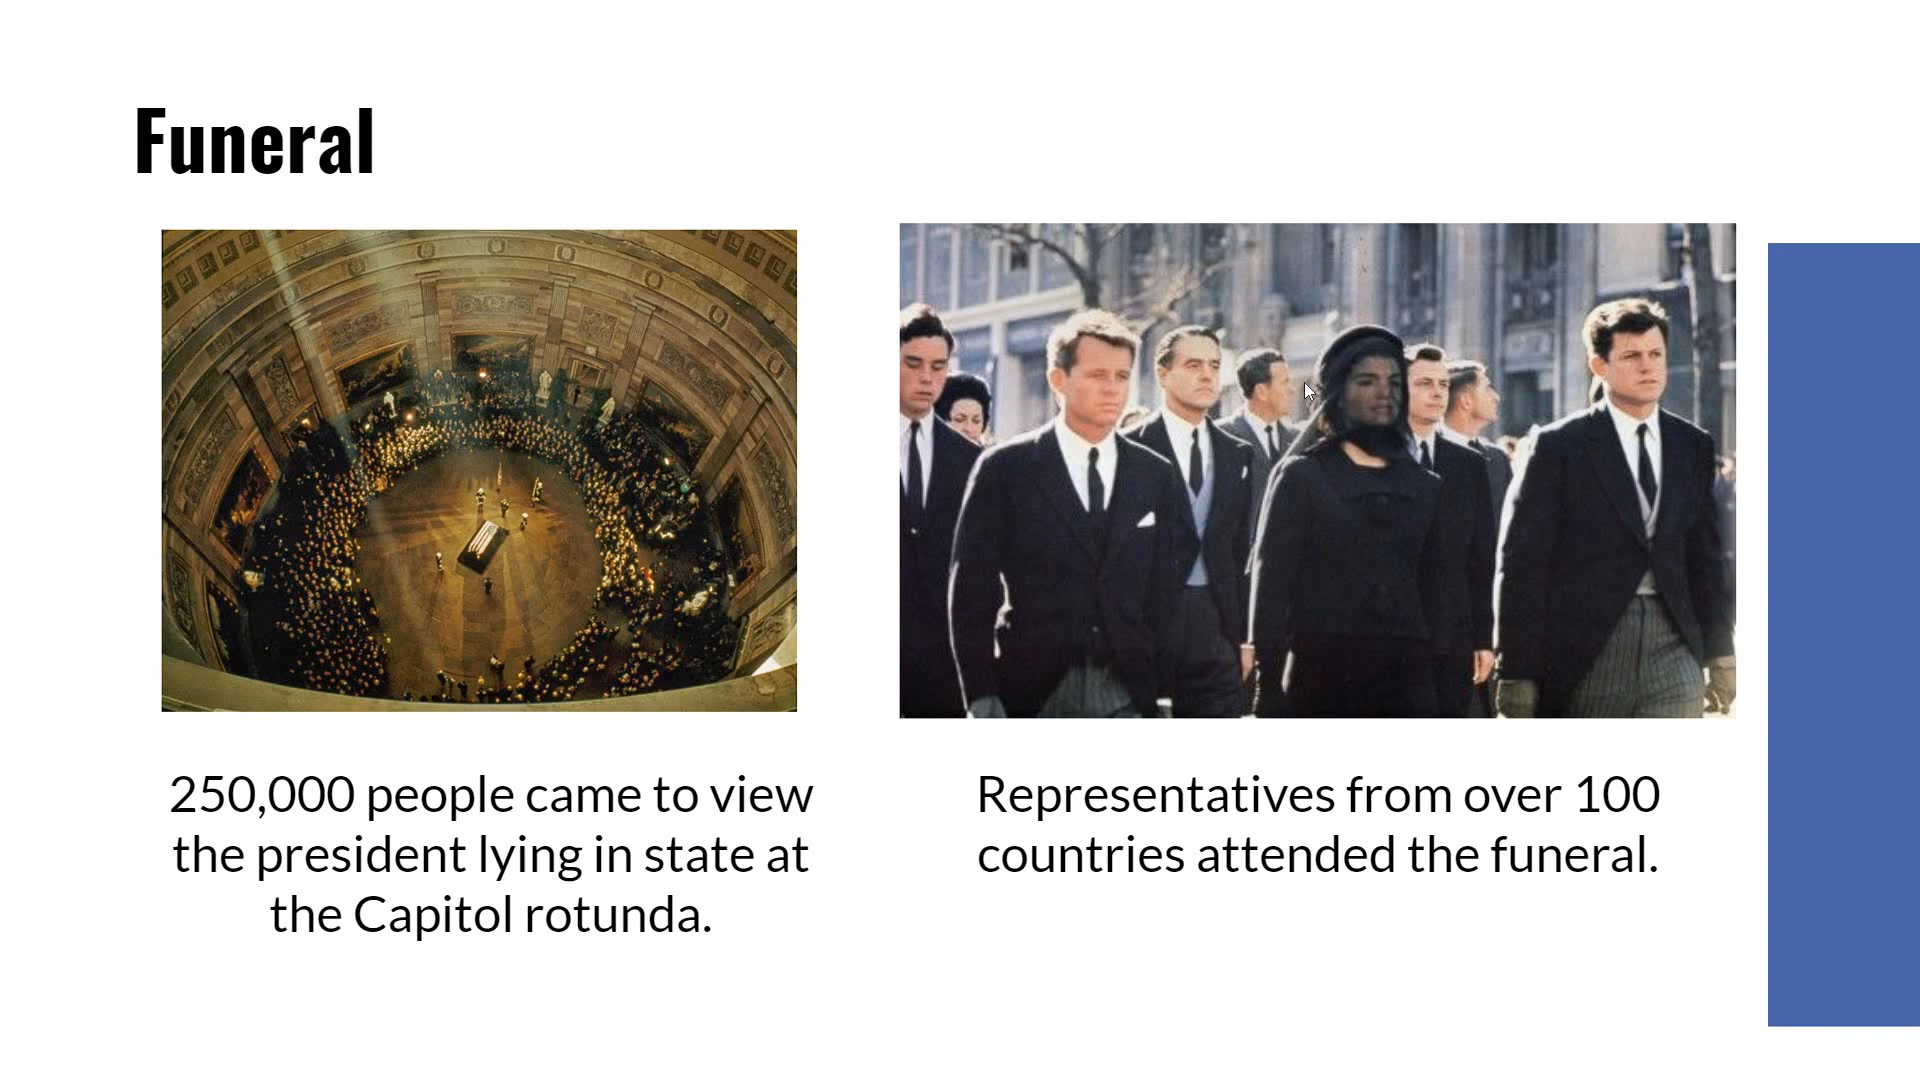 Funeral
250,000 people came to view
the president lying in state at
the Capitol rotunda.
Representatives from over 100
countries attended the funeral.